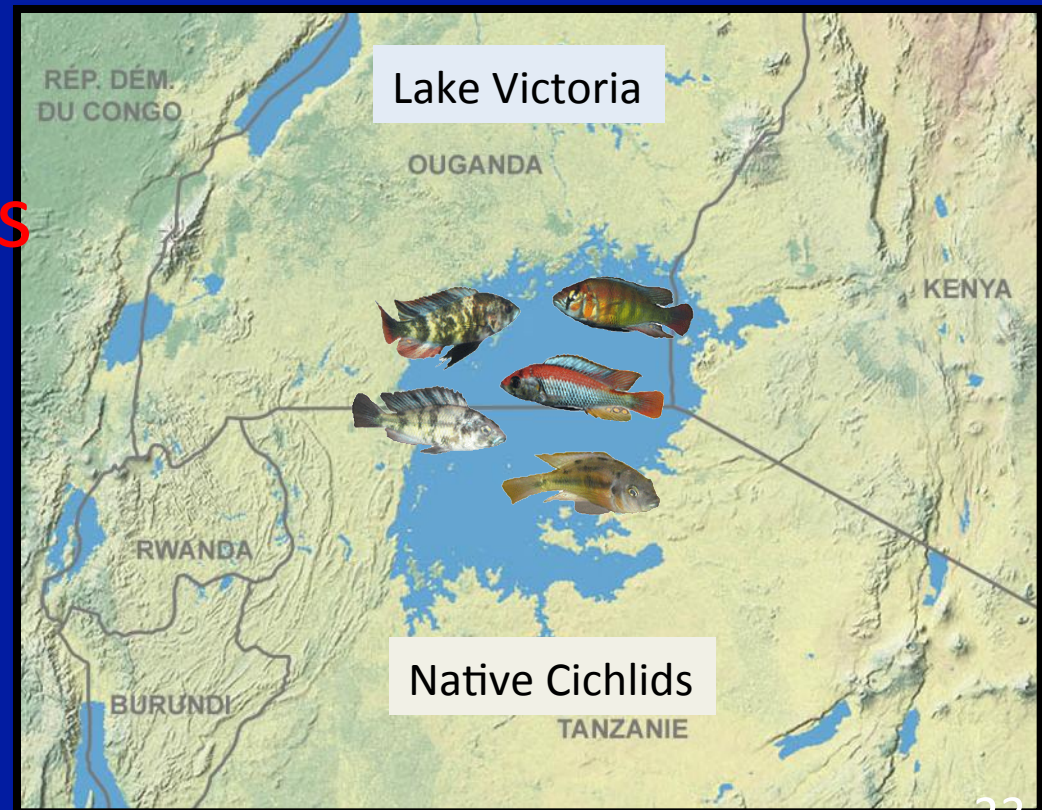 Lake Victoria
RÉP. DÉM.
DU CONGO
OUGANDA
s
KENYA
RWANDA
Native Cichlids
BURUNDI
TANZANIE